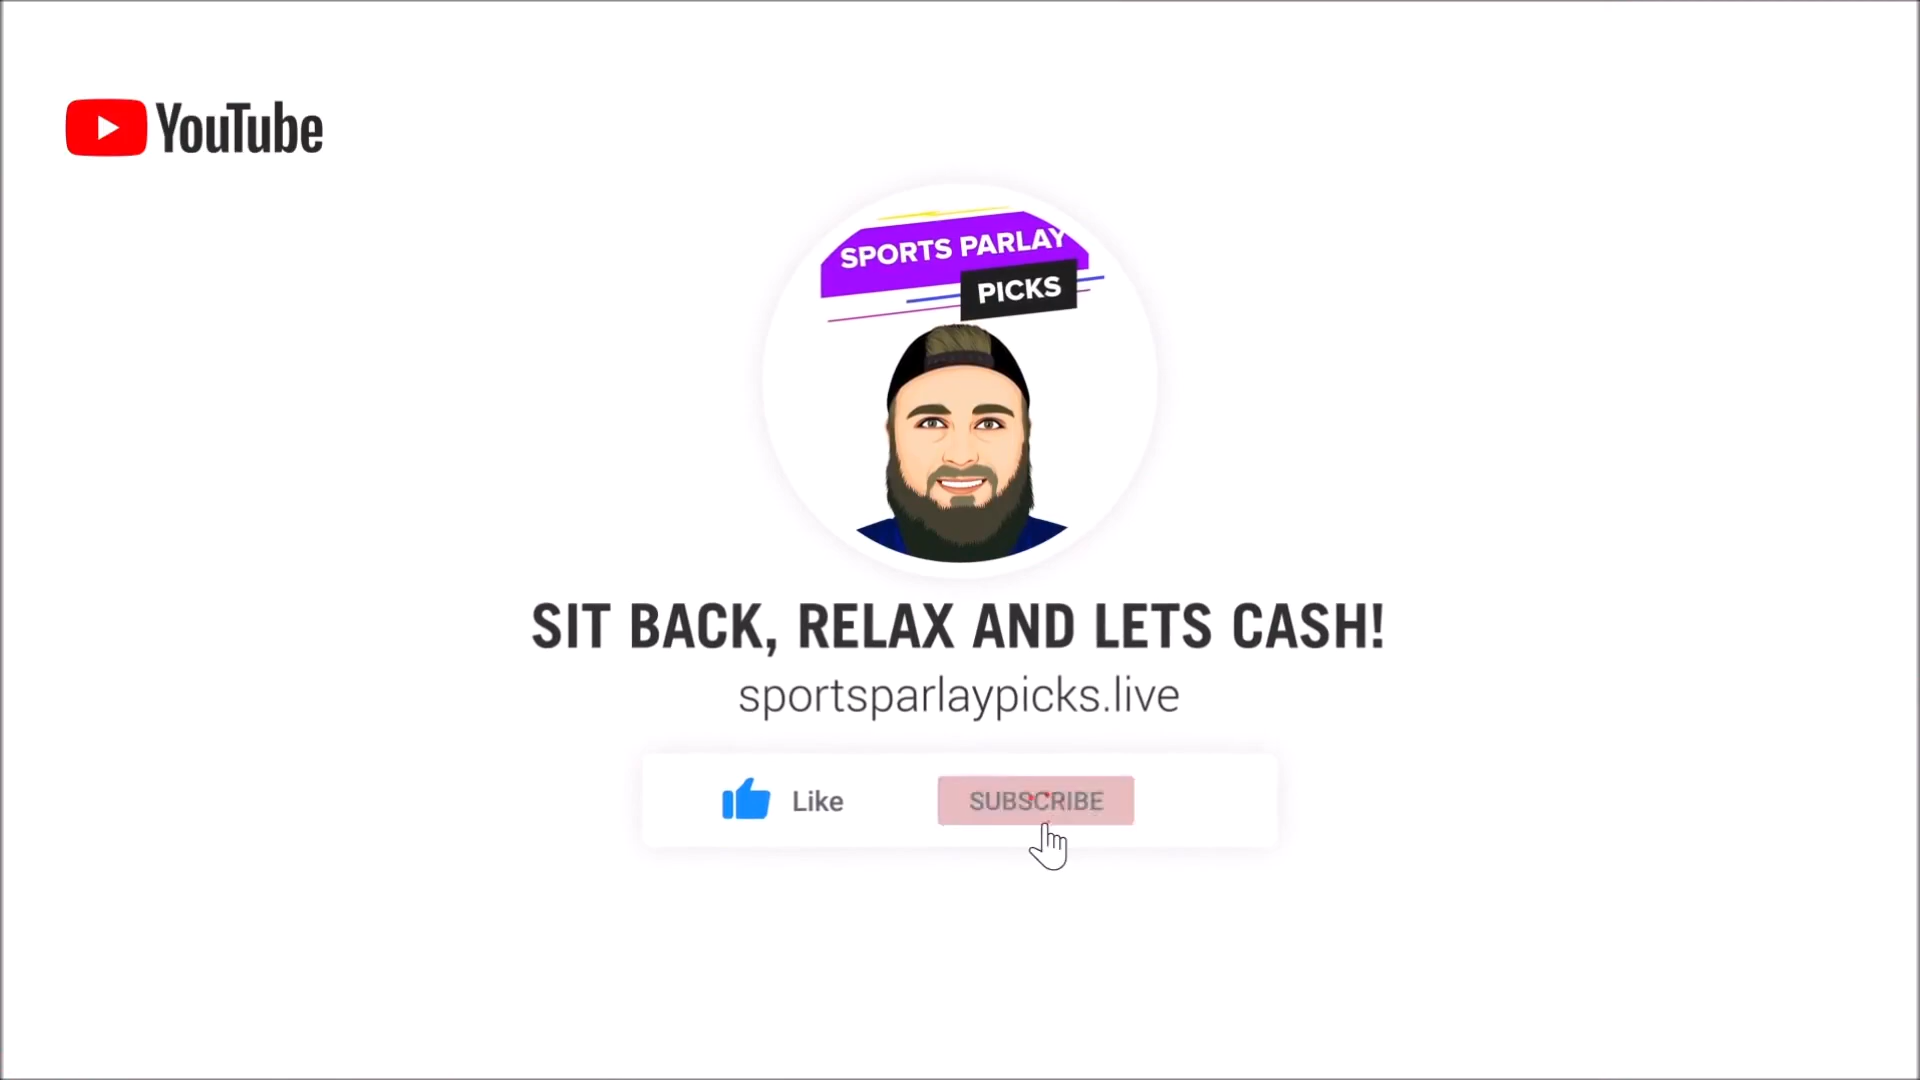 YouTube
SPORTS PARLAY
PICKS
SIT BACK, RELAX AND LETS CASH!
sportsparlaypicks.live
Like
SUBSCRIBE